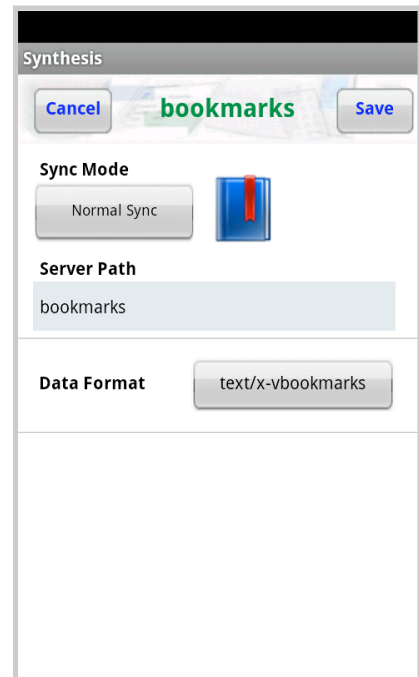 Synthesis
Cancel bookmarks Save
Sync Mode
Normal Sync
Server Path
bookmarks
Data Format text/x-vbookmarks